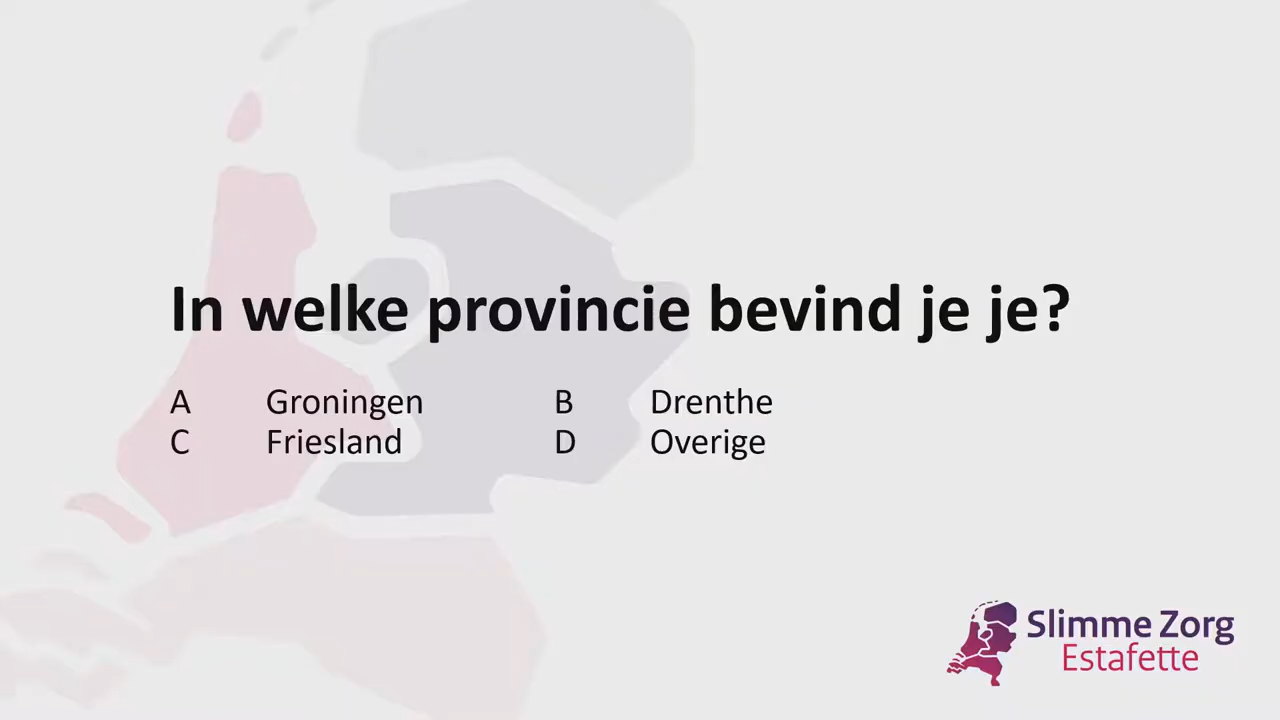 In welke provincie bevind je je?
A Groningen B Drenthe
C Friesland D Overige
Slimme Zorg
Estafette